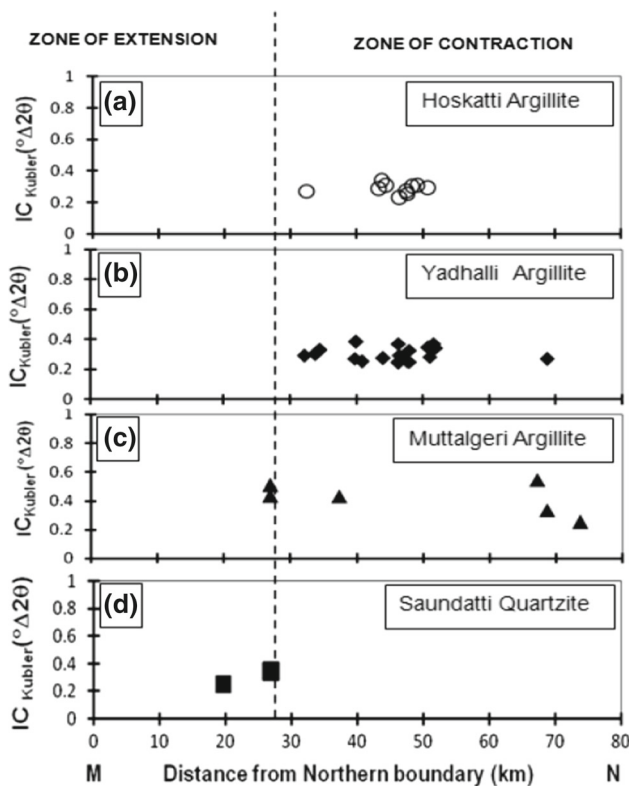 ZONE OF EXTENSION ZONE OF CONTRACTION
(a) Hoskatti Argillite
IC Kubler(°Δ2θ)
1
0.8
0.6
0.4
0.2
0
(b) Yadhalli Argillite
IC Kubler(°Δ2θ)
1
0.8
0.6
0.4
0.2
0
(c) Muttalgeri Argillite
IC Kubler(°Δ2θ)
1
0.8
0.6
0.4
0.2
0
(d) Saundatti Quartzite
IC Kubler(°Δ2θ)
1
0.8
0.6
0.4
0.2
0
0 10 20 30 40 50 60 70 80
M Distance from Northern boundary (km) N